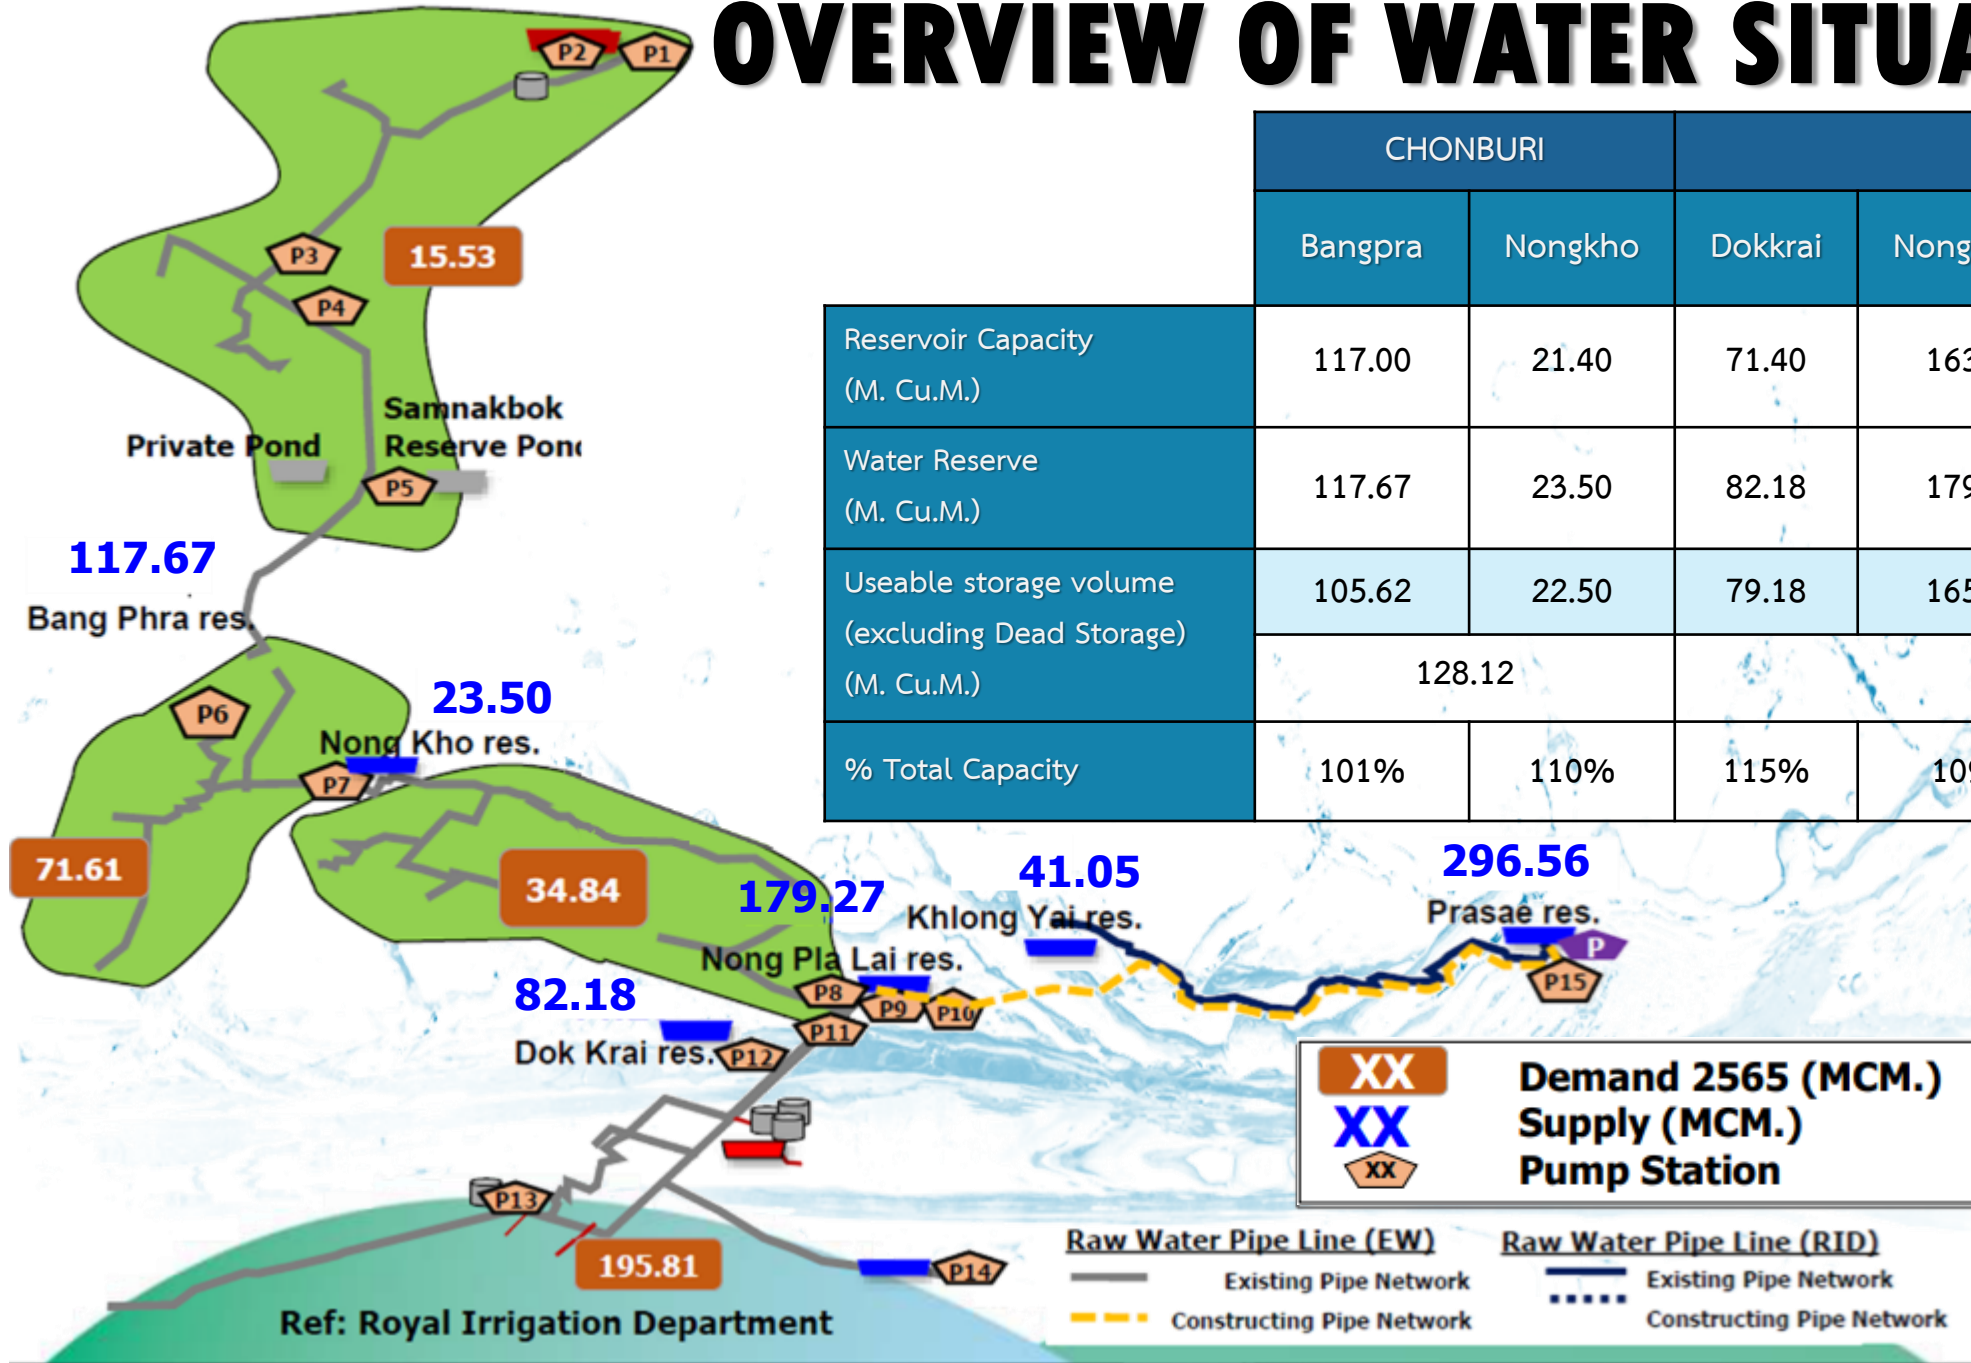 OVERVIEW OF WATER SITUA
P2
P1
P3
15.53
P4
Samnakbok
Reserve Pond
Private Pond
P5
117.67
Bang Phra res.
P6
23.50
Nong Kho res.
P7
71.61
34.84
179.27
Nong Pla Lai res.
41.05
Khlong Yai res.
296.56
Prasae res.
P
P15
82.18
Dok Krai res.
P8
P9
P10
P11
P12
P13
195.81
P14
Ref: Royal Irrigation Department
CHONBURI
Bangpra Nongkho Dokkrai Nong
Reservoir Capacity
(M. Cu.M.)
117.00 21.40 71.40 163
Water Reserve
(M. Cu.M.)
117.67 23.50 82.18 179
Useable storage volume
(excluding Dead Storage)
(M. Cu.M.)
105.62 22.50 79.18 165
128.12
% Total Capacity 101% 110% 115% 109
XX Demand 2565 (MCM.)
XX Supply (MCM.)
XX Pump Station
Raw Water Pipe Line (EW)
Existing Pipe Network
Constructing Pipe Network
Raw Water Pipe Line (RID)
Existing Pipe Network
Constructing Pipe Network